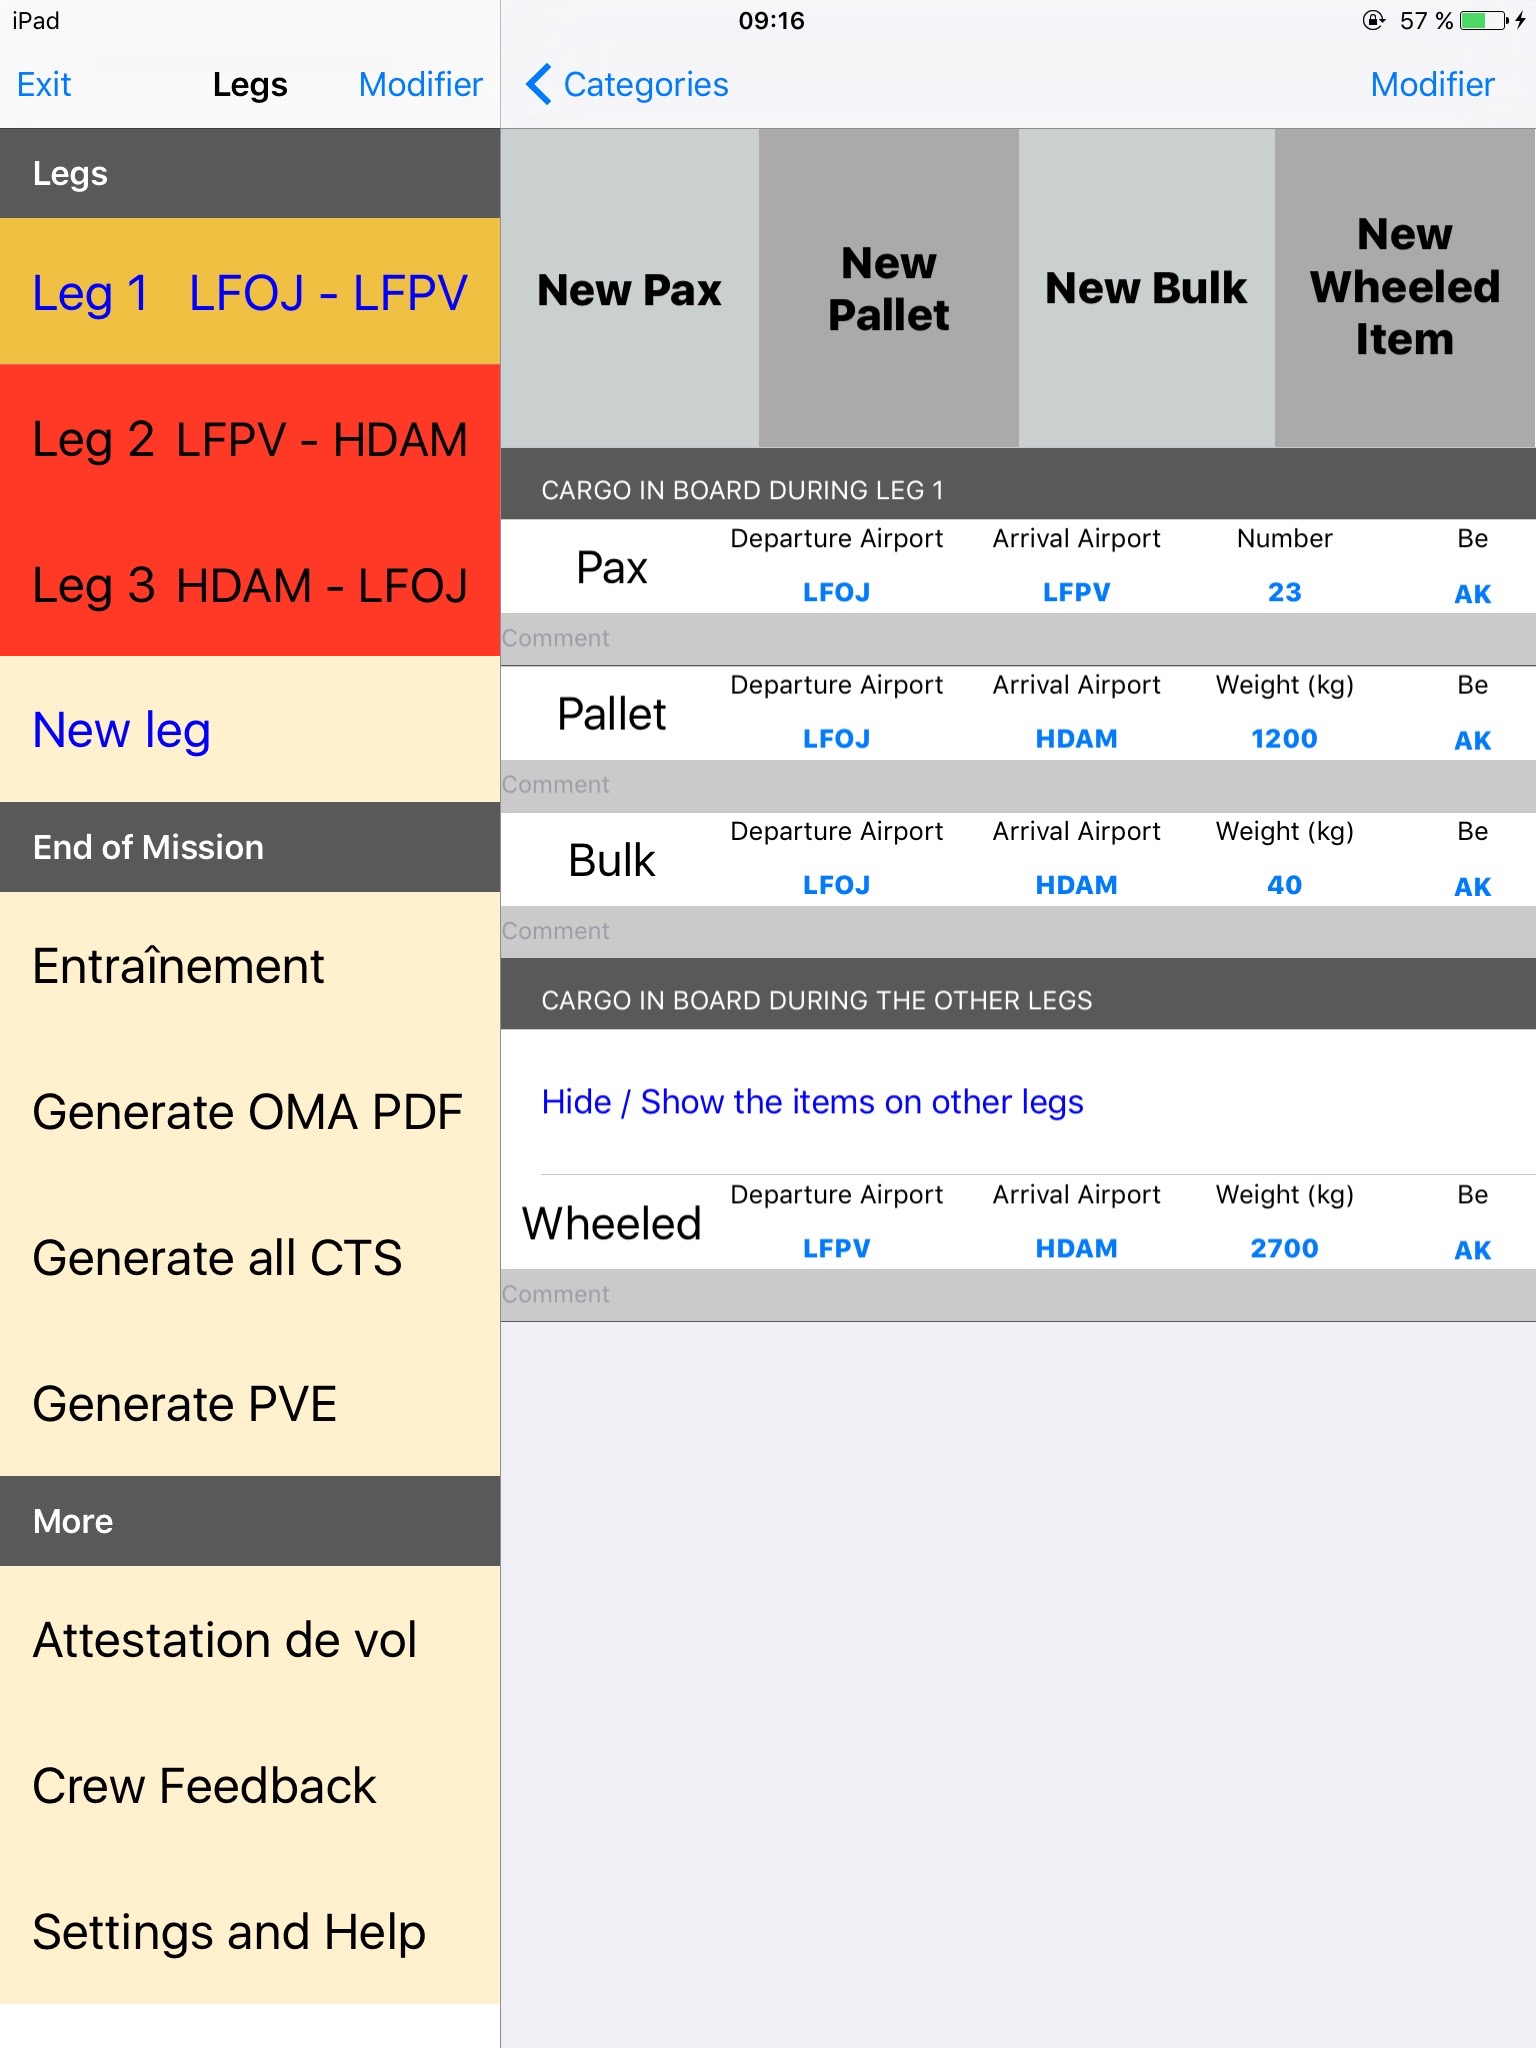 iPad
09:16
57 %
Exit
Legs
Modifier
Legs
Leg 1 LFOJ - LFPV
Leg 2 LFPV - HDAM
Leg 3 HDAM - LFOJ
New leg
End of Mission
Entraînement
Generate OMA PDF
Generate all CTS
Generate PVE
More
Attestation de vol
Crew Feedback
Settings and Help
Categories
Modifier
New Pax
New
Pallet
New Bulk
New
Wheeled
Item
CARGO IN BOARD DURING LEG 1
Pax
Departure Airport Arrival Airport Number Be
LFOJ LFPV 23 AK
Comment
Pallet
Departure Airport Arrival Airport Weight (kg) Be
LFOJ HDAM 1200 AK
Comment
Bulk
Departure Airport Arrival Airport Weight (kg) Be
LFOJ HDAM 40 AK
Comment
CARGO IN BOARD DURING THE OTHER LEGS
Hide / Show the items on other legs
Wheeled
Departure Airport Arrival Airport Weight (kg) Be
LFPV HDAM 2700 AK
Comment